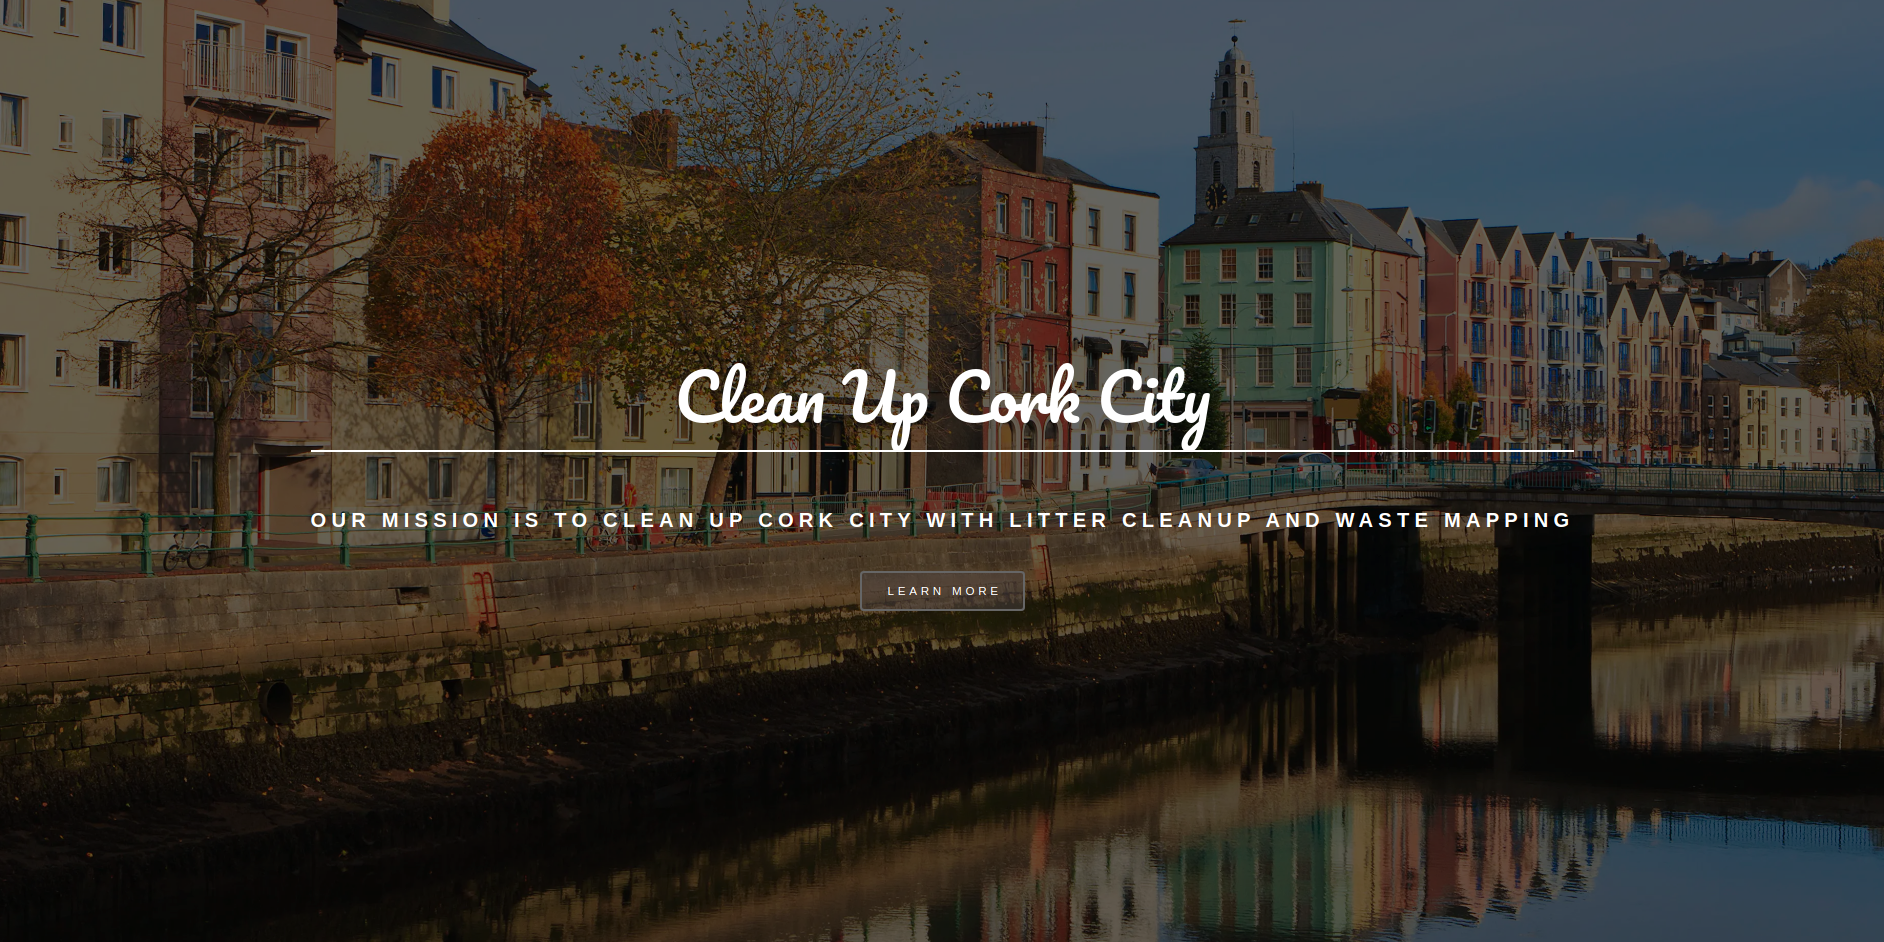 Clean Up Cork City
OUR MISSION IS TO CLEAN UP CORK CITY WITH LITTER CLEANUP AND WASTE MAPPING
LEARN MORE